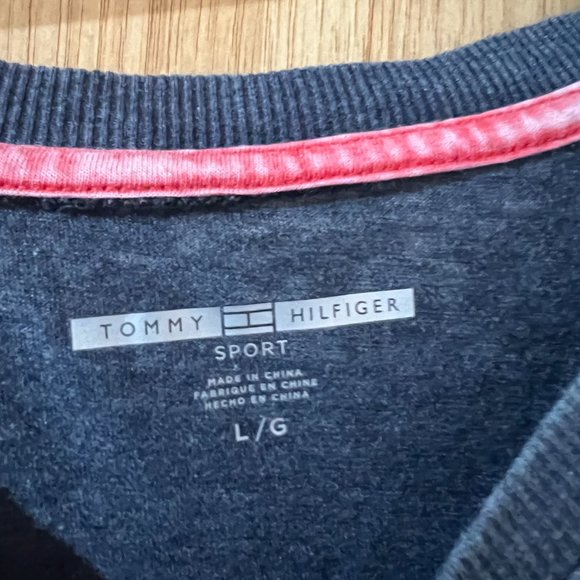 TOMMY HILFIGER
SPORT
MADE IN CHINA
FABRIQUE EN CHINE
HECHO EN CHINA
L/G